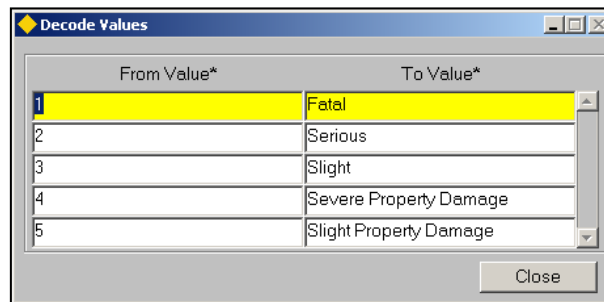 Decode Values
From Value* To Value*
1 Fatal
2 Serious
3 Slight
4 Severe Property Damage
5 Slight Property Damage
Close